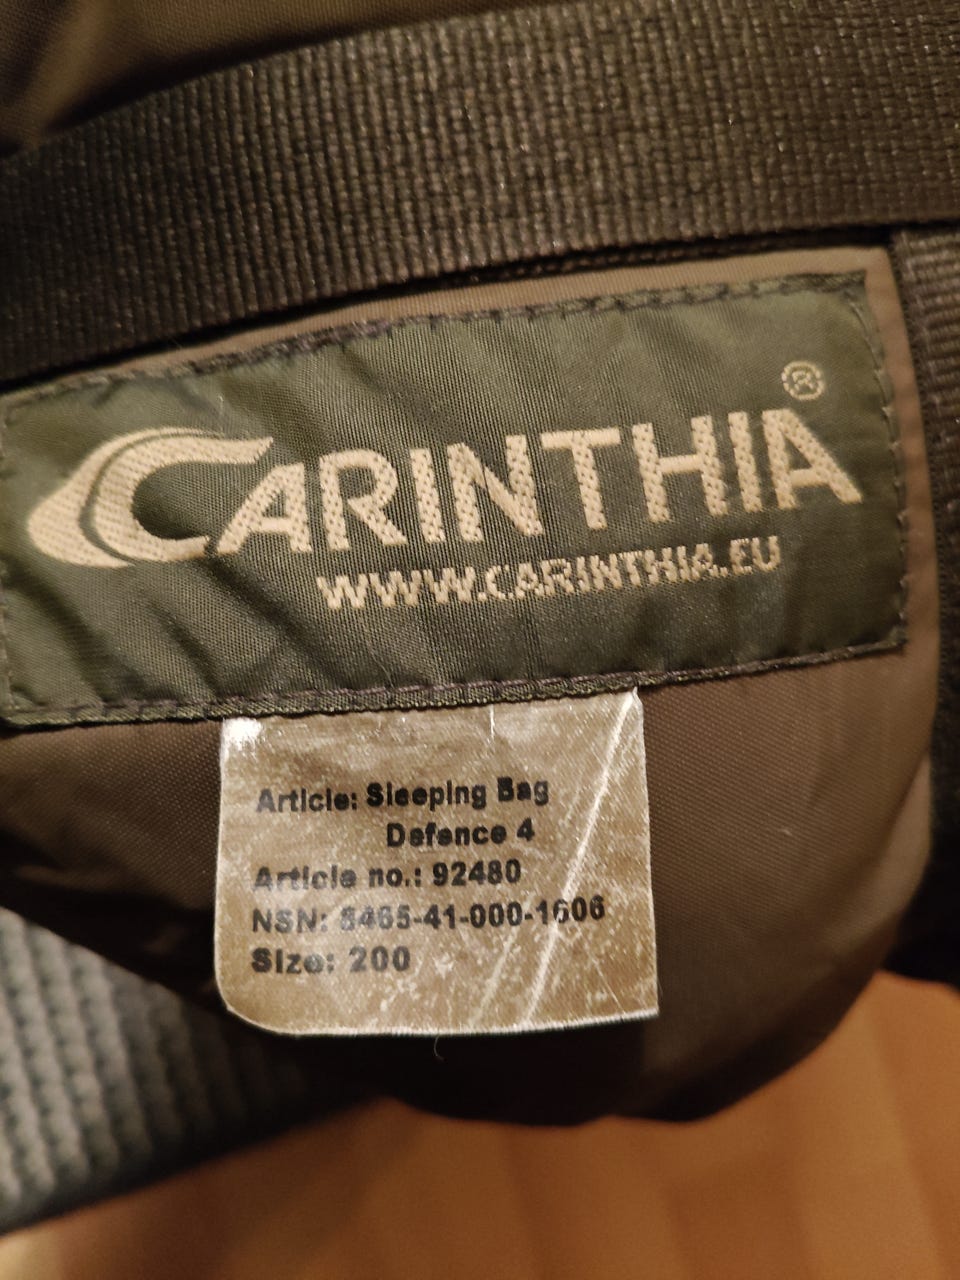 CARINTHIA®
WWW.CARINTHIA.EU
Article: Sleeping Bag
Defence 4
Article no.: 92480
NSN: 8465-41-000-1606
Size: 200